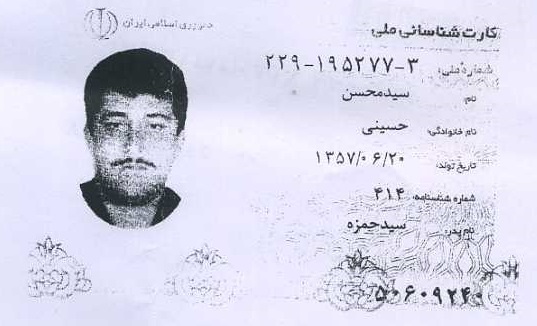 کارت شناسائی ملی
جمهوری اسلامی ایران
شماره ملی: ۲۲۹-۱۹۵۲۷۷-۳
نام: سیدمحسن
نام خانوادگی: حسینی
تاریخ تولد: ۱۳۵۷/۰۶/۲۰
شماره شناسنامه: ۴۱۴
نام پدر: سیدحمزه
۵۰۶۰۹۲۴۰